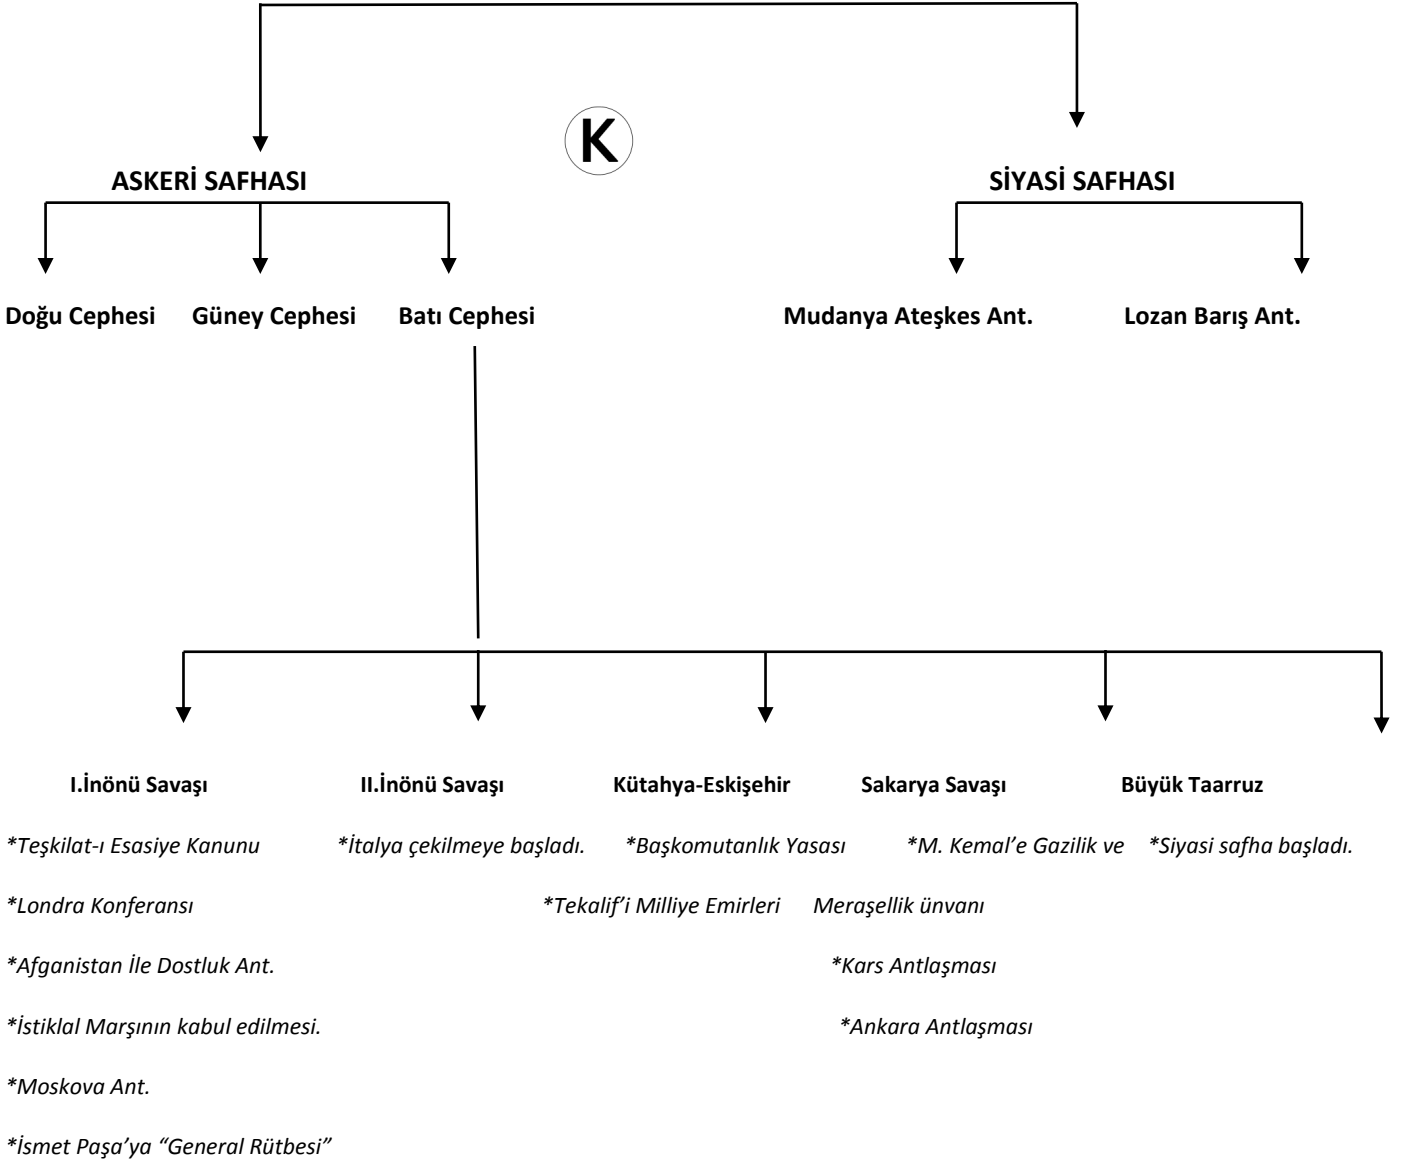 K
ASKERİ SAFHASI SİYASİ SAFHASI
Doğu Cephesi Güney Cephesi Batı Cephesi Mudanya Ateşkes Ant. Lozan Barış Ant.
I.İnönü Savaşı II.İnönü Savaşı Kütahya-Eskişehir Sakarya Savaşı Büyük Taarruz
*Teşkilat-ı Esasiye Kanunu *İtalya çekilmeye başladı. *Başkomutanlık Yasası *M. Kemal’e Gazilik ve *Siyasi safha başladı.
*Londra Konferansı *Tekalif’i Milliye Emirleri Meraşellik ünvanı
*Afganistan İle Dostluk Ant. *Kars Antlaşması
*İstiklal Marşının kabul edilmesi. *Ankara Antlaşması
*Moskova Ant.
*İsmet Paşa’ya “General Rütbesi”